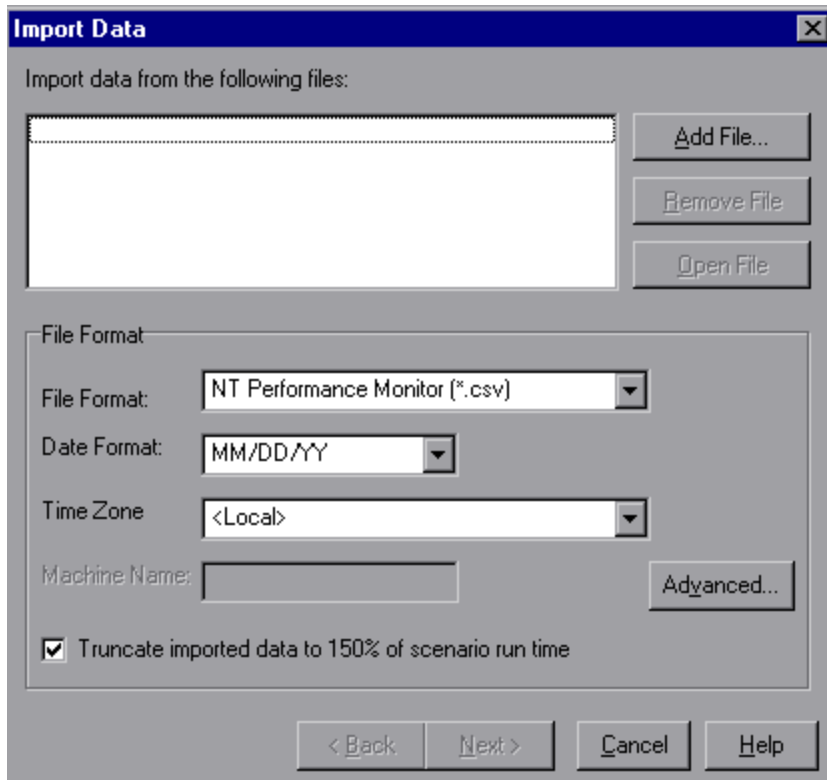 Import Data
Import data from the following files:
Add File...
Remove File
Open File
File Format
File Format: NT Performance Monitor (*.csv)
Date Format: MM/DD/YY
Time Zone <Local>
Machine Name:
Advanced...
Truncate imported data to 150% of scenario run time
< Back Next > Cancel Help